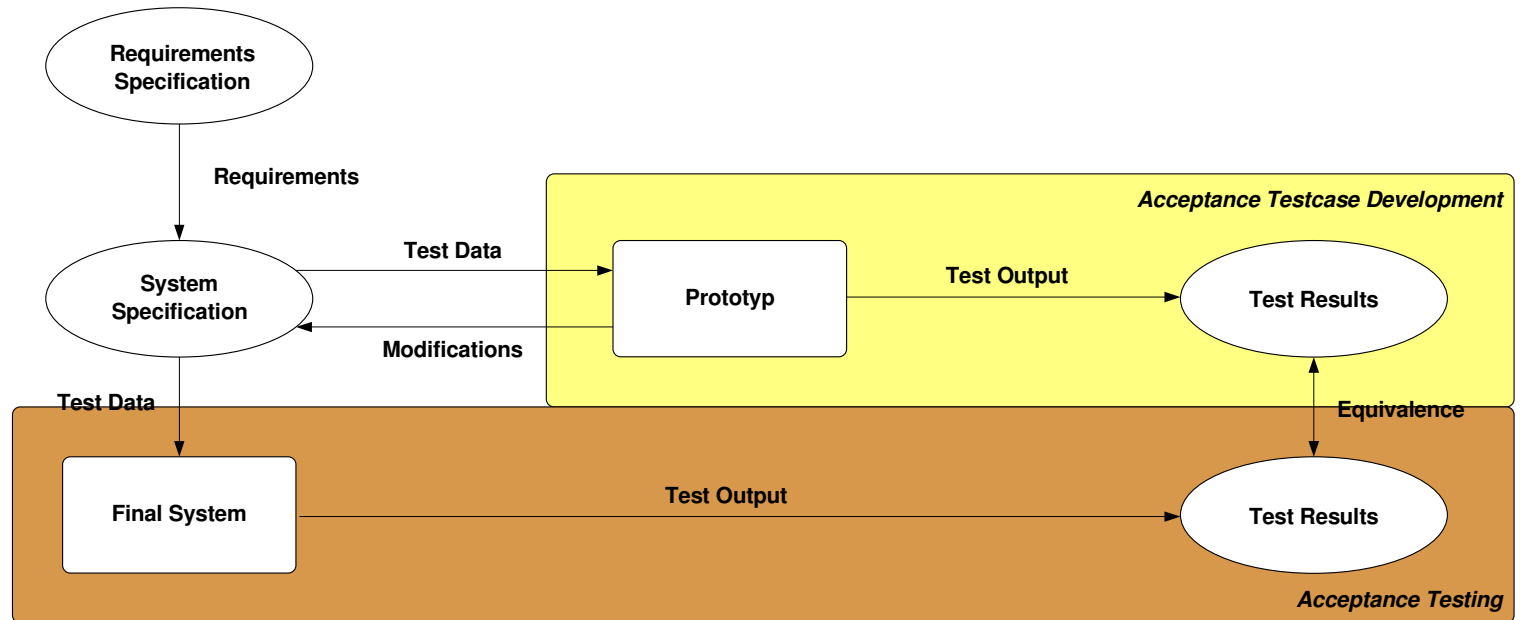 Requirements
Specification
Requirements
Acceptance Testcase Development
Test Data
System
Specification
Prototyp
Test Output
Test Results
Modifications
Test Data
Equivalence
Final System
Test Output
Test Results
Acceptance Testing